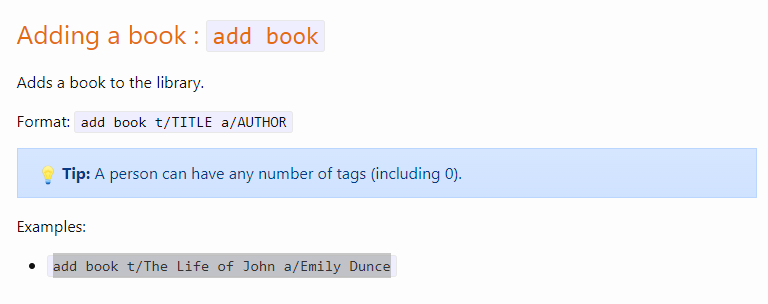 Adding a book : add book
Adds a book to the library.
Format: add book t/TITLE a/AUTHOR
💡 Tip: A person can have any number of tags (including 0).
Examples:
• add book t/The Life of John a/Emily Dunce